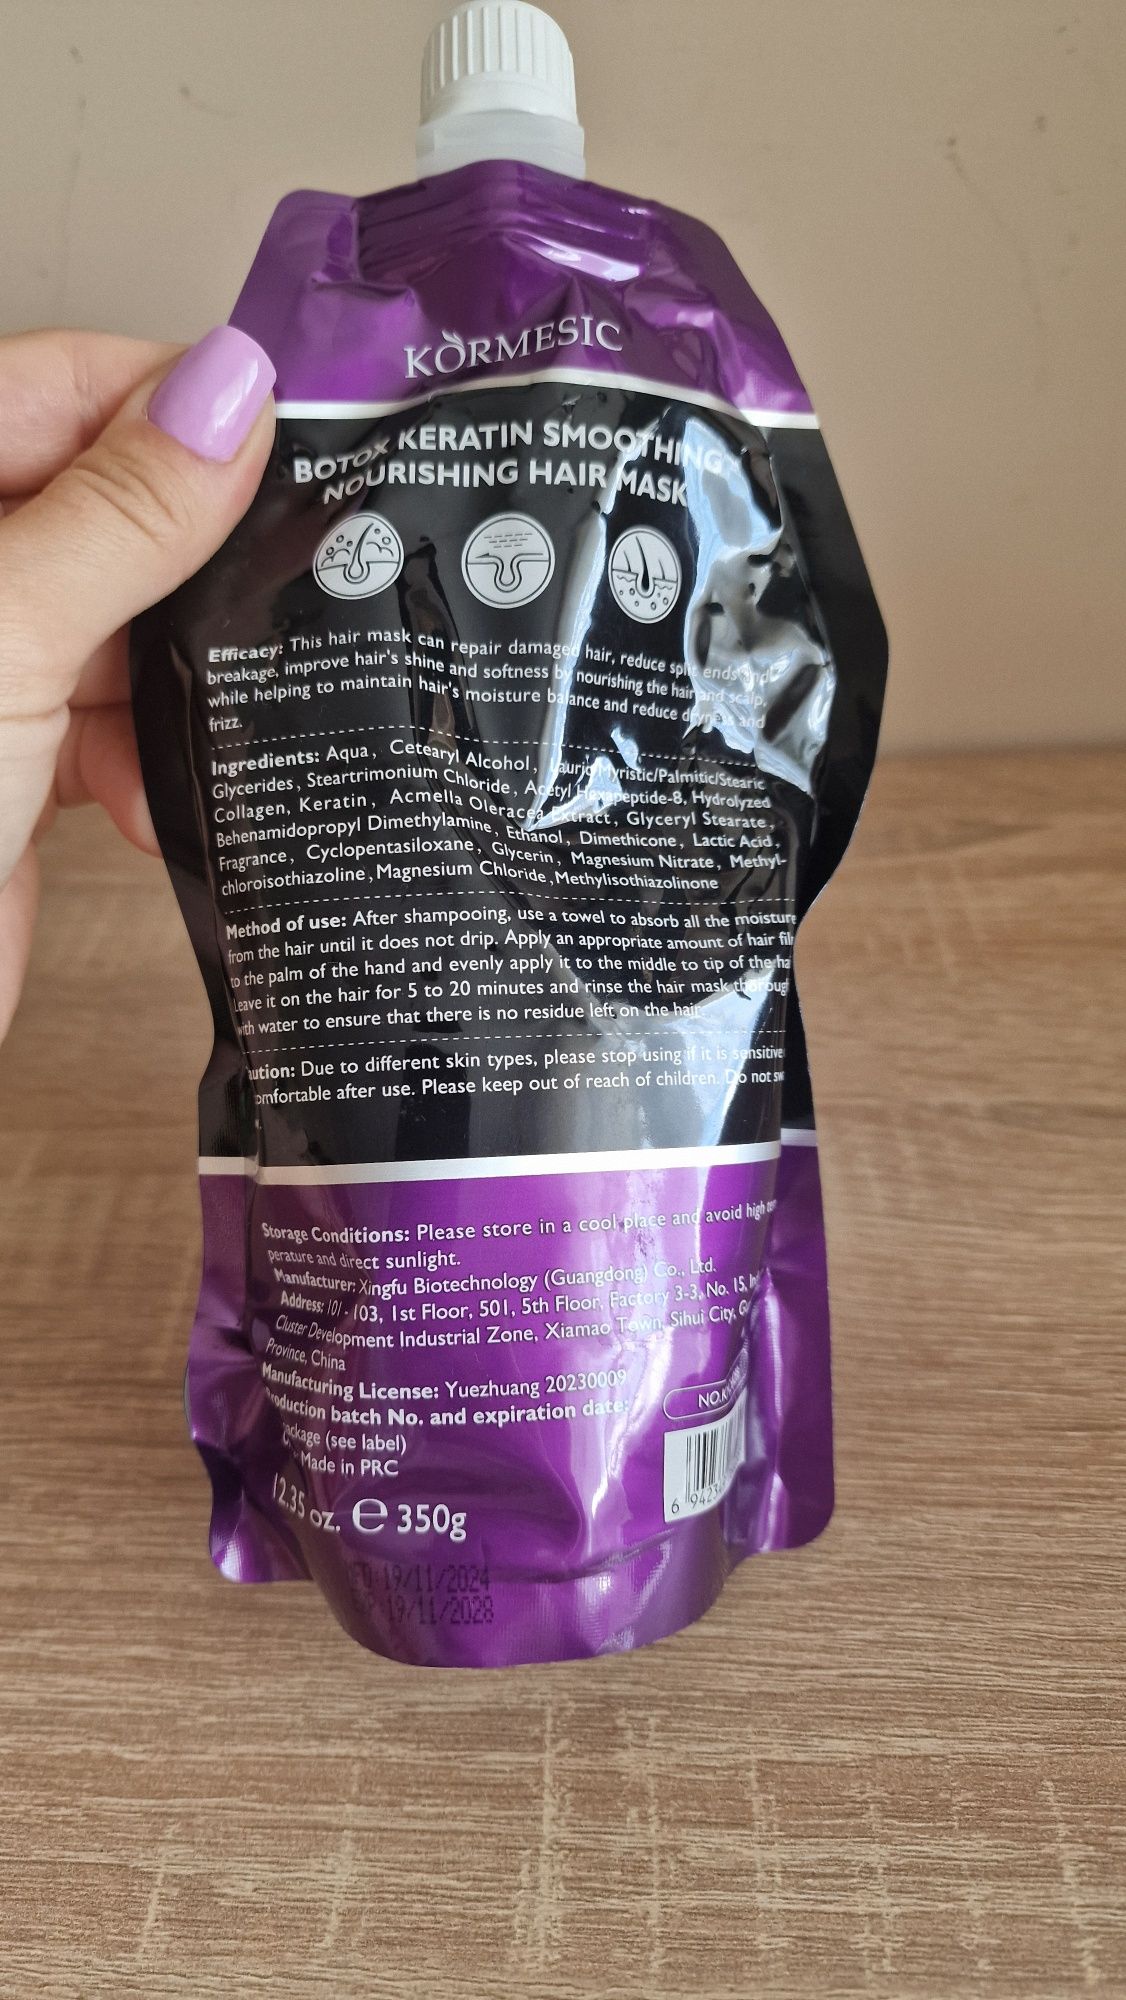 KÒRMESIC
BOTOX KERATIN SMOOTHING
NOURISHING HAIR MASK
Efficacy: This hair mask can repair damaged hair, reduce split ends and
breakage, improve hair's shine and softness by nourishing the hair and scalp,
while helping to maintain hair's moisture balance and reduce dryness and
frizz.
Ingredients: Aqua, Cetearyl Alcohol, Lauric/Myristic/Palmitic/Stearic
Glycerides, Steartrimonium Chloride, Acetyl Hexapeptide-8, Hydrolyzed
Collagen, Keratin, Acmella Oleracea Extract, Glyceryl Stearate,
Behenamidopropyl Dimethylamine, Ethanol, Dimethicone, Lactic Acid,
Fragrance, Cyclopentasiloxane, Glycerin, Magnesium Nitrate, Methyl-
chloroisothiazoline, Magnesium Chloride, Methylisothiazolinone
Method of use: After shampooing, use a towel to absorb all the moisture
from the hair until it does not drip. Apply an appropriate amount of hair
to the palm of the hand and evenly apply it to the middle to tip of the
Leave it on the hair for 5 to 20 minutes and rinse the hair mask
with water to ensure that there is no residue left on the hair.
Due to different skin types, please stop using if it is sensitive
after use. Please keep out of reach of children. Do not
Storage Conditions: Please store in a cool place and avoid high
perature and direct sunlight.
Manufacturer: Xingfu Biotechnology (Guangdong) Co., Ltd.
Address: 101-103, 1st Floor, 501, 5th Floor, Factory 3-3, No. 15,
Cluster Development Industrial Zone, Xiamao Town, Sihui City,
Province, China
Manufacturing License: Yuezhuang 20230009
batch No. and expiration date:
(see label)
Made in PRC
12.35 oz. ℮ 350g
6 9423
19/11/2024
19/11/2028